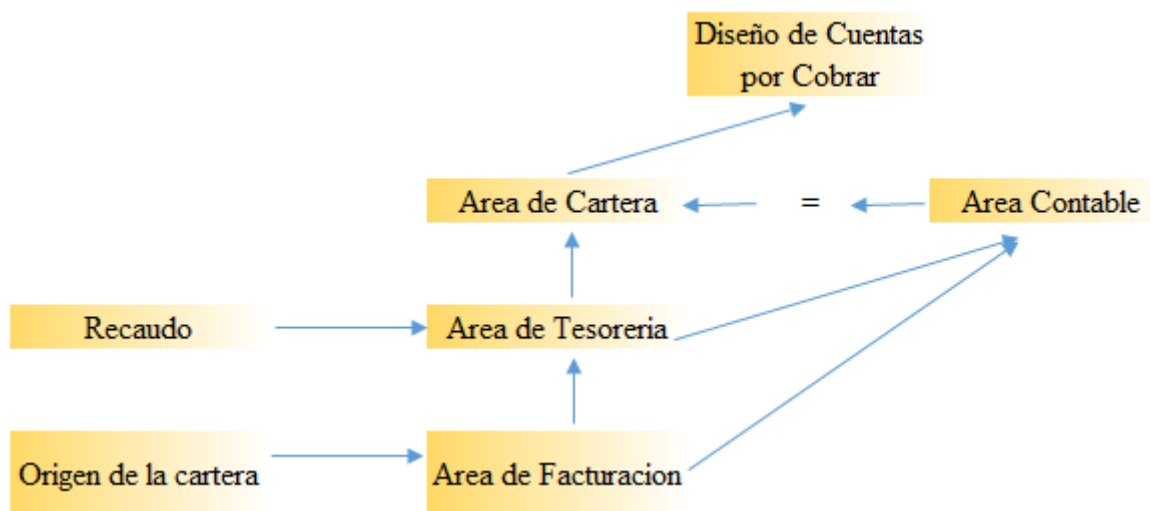 Diseño de Cuentas
por Cobrar
Area de Cartera
=
Area Contable
Recaudo
Area de Tesoreria
Origen de la cartera
Area de Facturacion